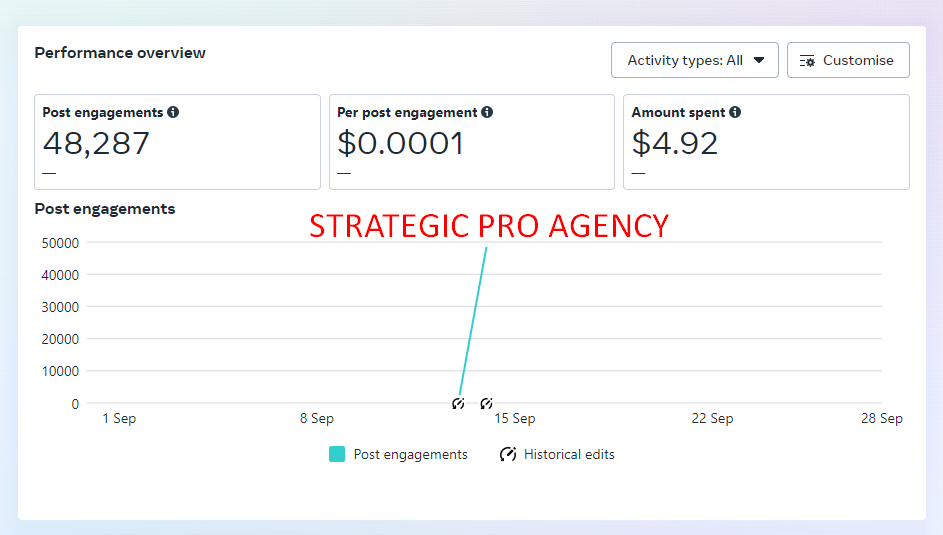 Performance overview
Activity types: All
Customise
Post engagements
48,287
—
Per post engagement
$0.0001
—
Amount spent
$4.92
—
Post engagements
STRATEGIC PRO AGENCY
50000
40000
30000
20000
10000
0
1 Sep 8 Sep 15 Sep 22 Sep 28 Sep
Post engagements Historical edits